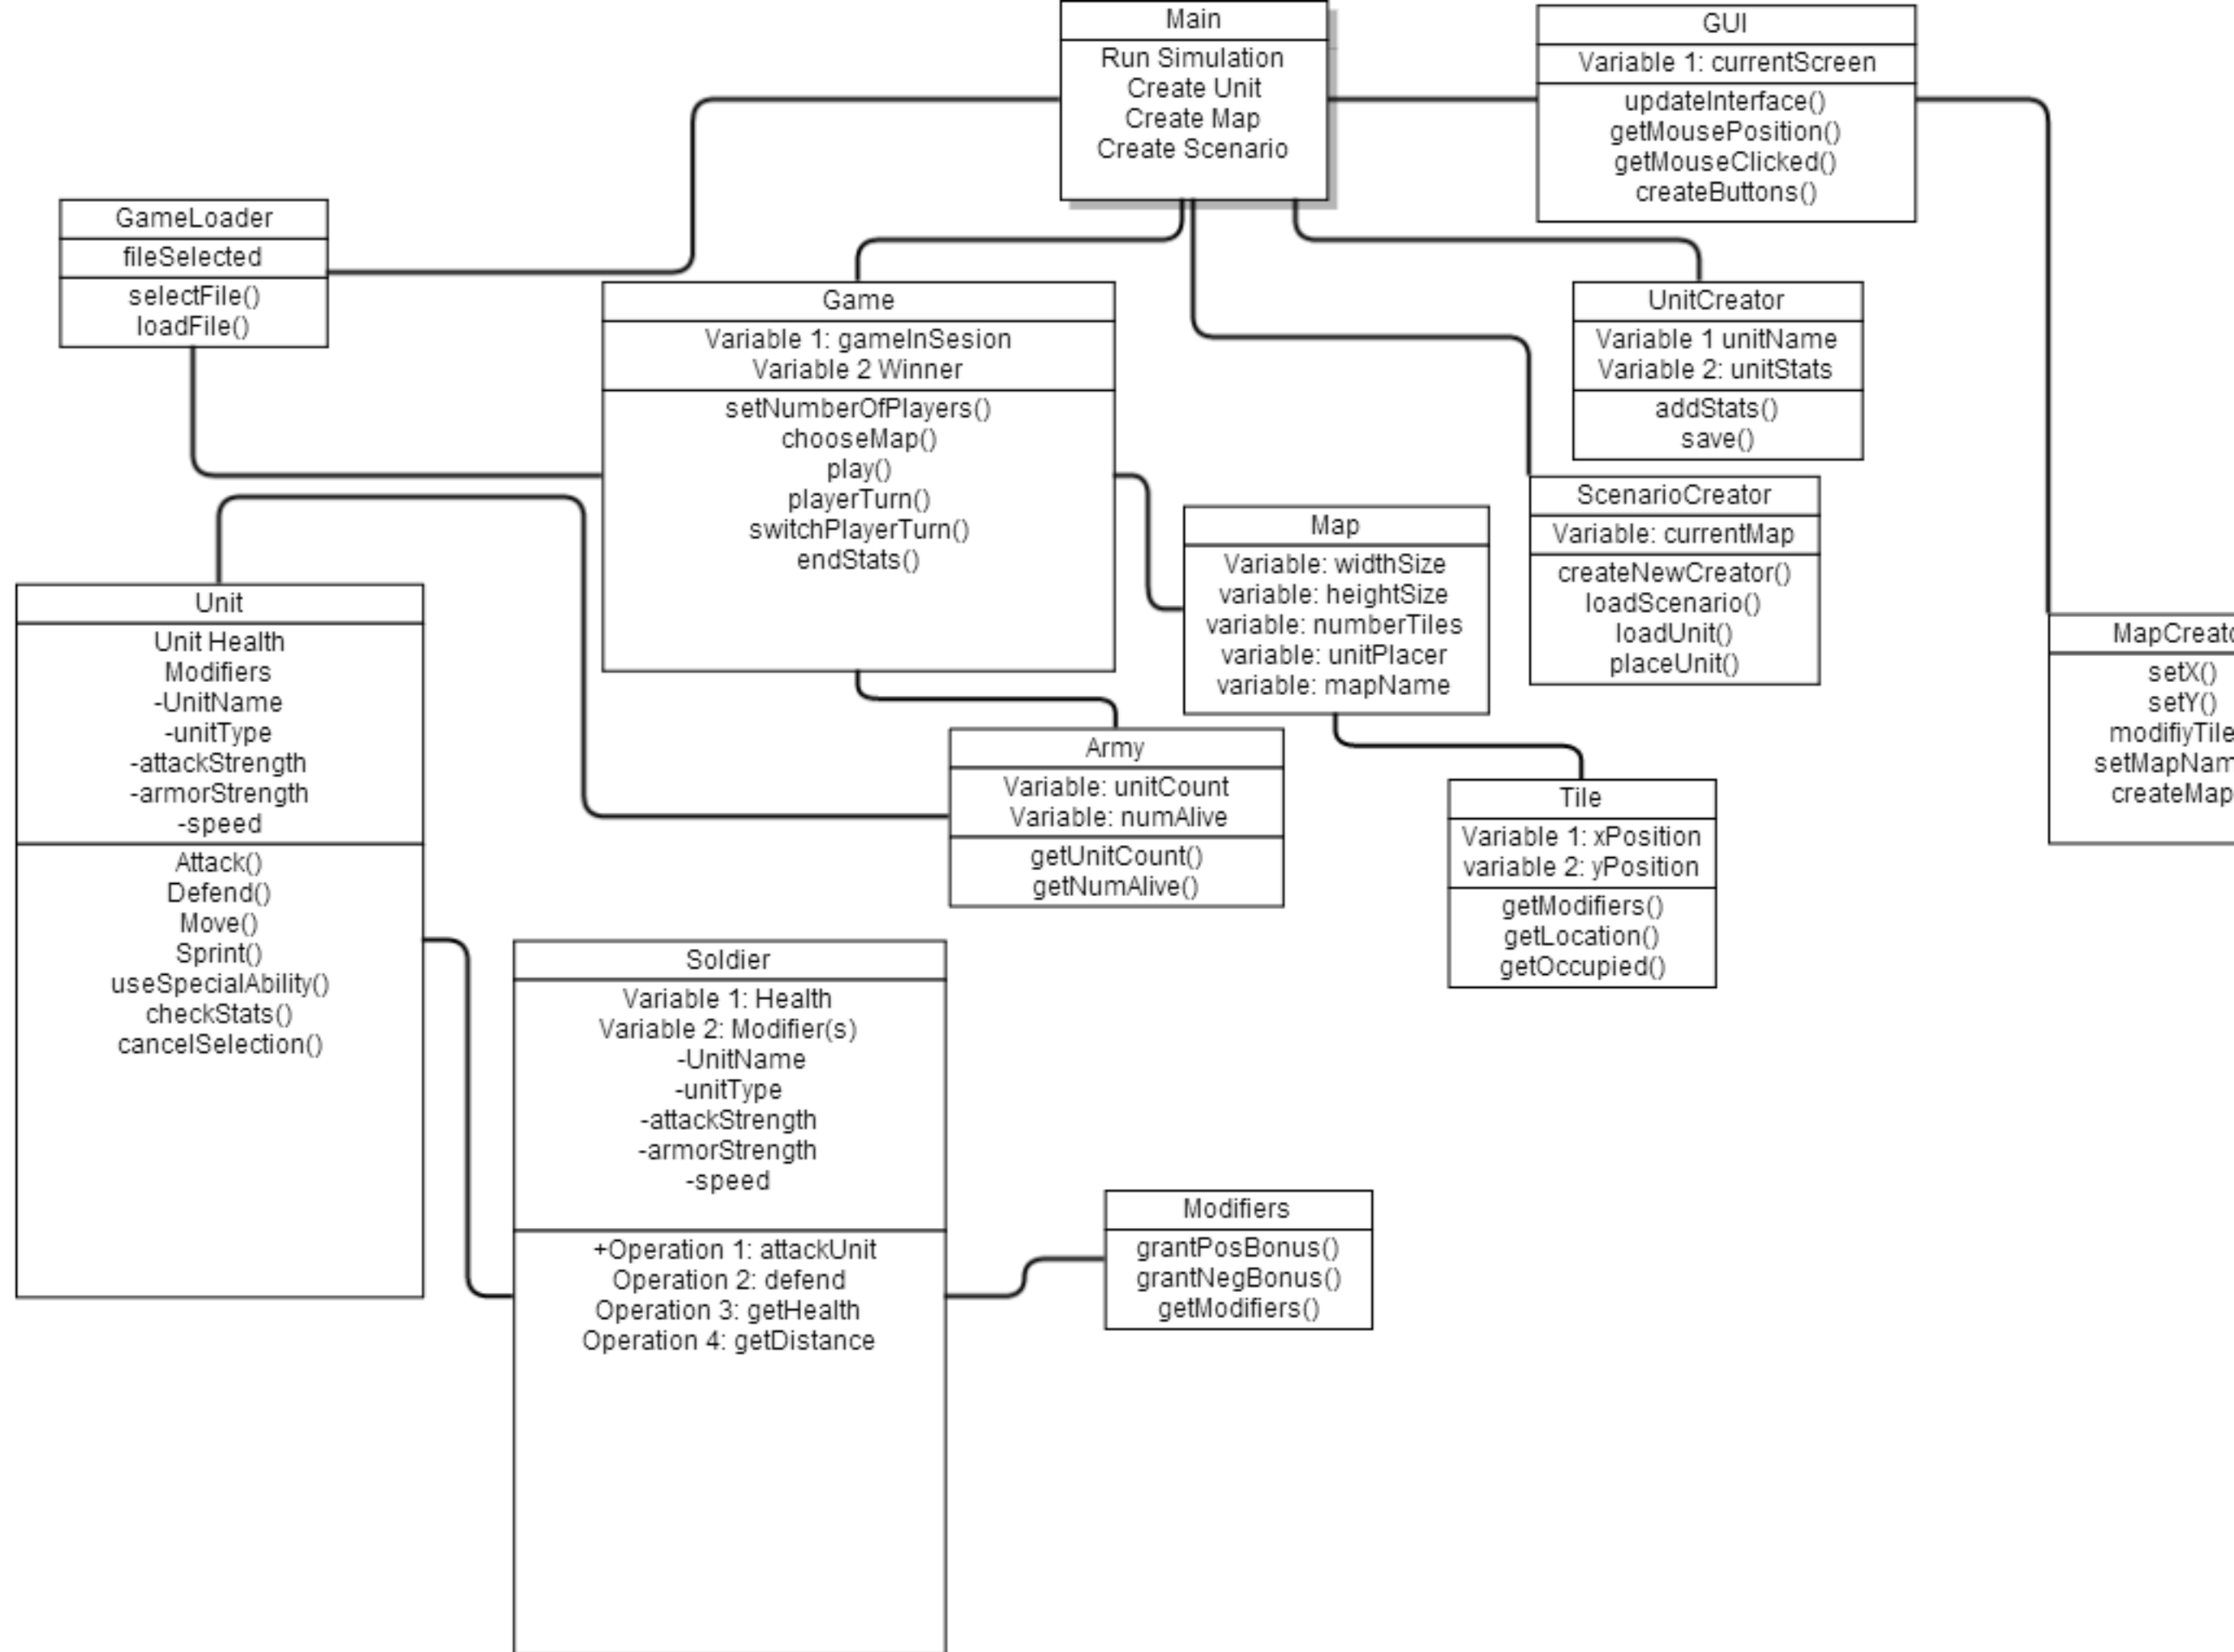 Main
Run Simulation
Create Unit
Create Map
Create Scenario
GUI
Variable 1: currentScreen
updateInterface()
getMousePosition()
getMouseClicked()
createButtons()
GameLoader
fileSelected
selectFile()
loadFile()
Game
Variable 1: gameInSesion
Variable 2 Winner
setNumberOfPlayers()
chooseMap()
play()
playerTurn()
switchPlayerTurn()
endStats()
UnitCreator
Variable 1 unitName
Variable 2: unitStats
addStats()
save()
ScenarioCreator
Variable: currentMap
createNewCreator()
loadScenario()
loadUnit()
placeUnit()
Map
Variable: widthSize
variable: heightSize
variable: numberTiles
variable: unitPlacer
variable: mapName
Unit
Unit Health
Modifiers
-UnitName
-unitType
-attackStrength
-armorStrength
-speed
Attack()
Defend()
Move()
Sprint()
useSpecialAbility()
checkStats()
cancelSelection()
MapCreato
setX()
setY()
modifiyTile
setMapNam
createMap
Army
Variable: unitCount
Variable: numAlive
getUnitCount()
getNumAlive()
Tile
Variable 1: xPosition
variable 2: yPosition
getModifiers()
getLocation()
getOccupied()
Soldier
Variable 1: Health
Variable 2: Modifier(s)
-UnitName
-unitType
-attackStrength
-armorStrength
-speed
+Operation 1: attackUnit
Operation 2: defend
Operation 3: getHealth
Operation 4: getDistance
Modifiers
grantPosBonus()
grantNegBonus()
getModifiers()